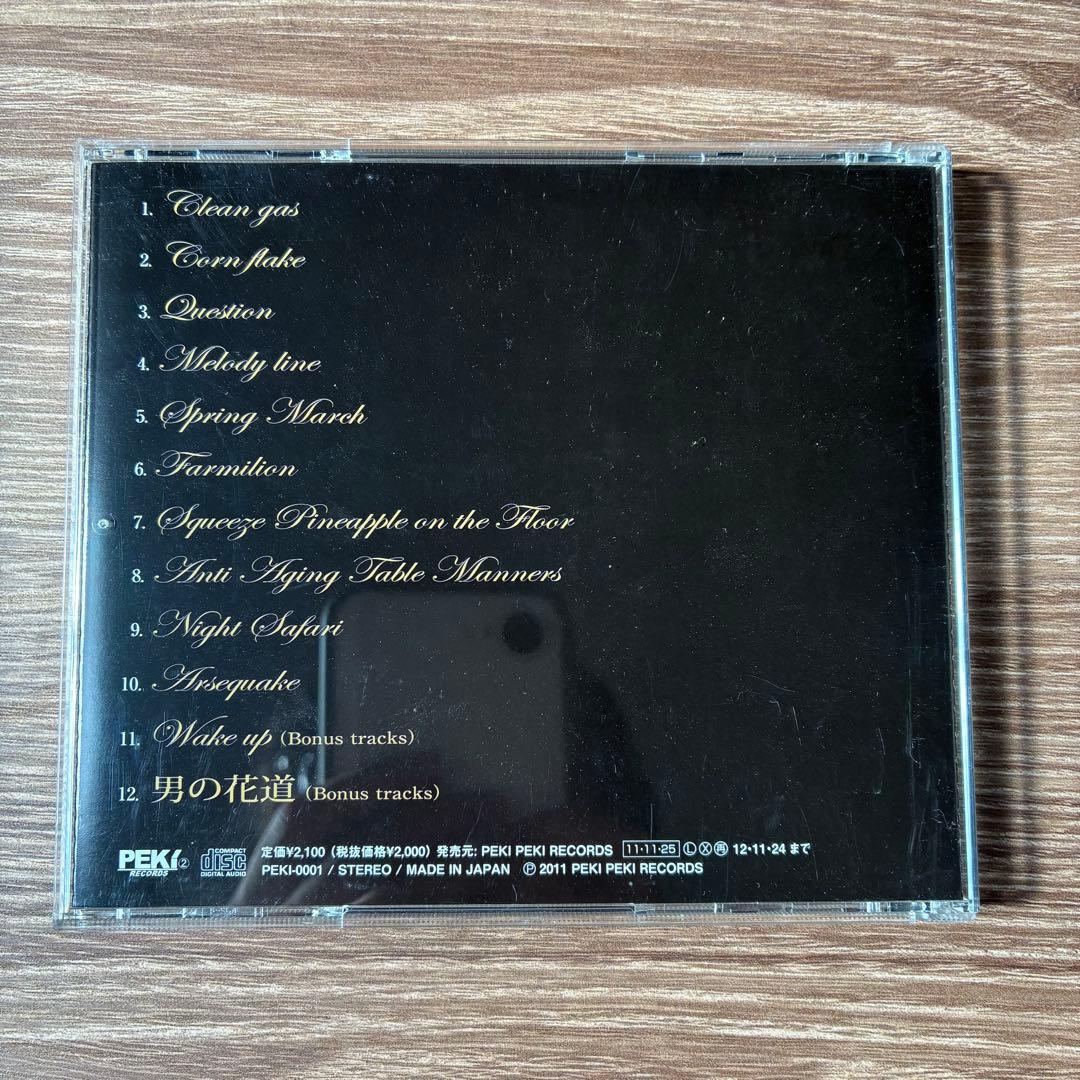 1. Clean gas
2. Corn flake
3. Question
4. Melody line
5. Spring March
6. Farmilion
7. Squeeze Pineapple on the Floor
8. Anti Aging Table Manners
9. Night Safari
10. Arsequake
11. Wake up (Bonus tracks)
12. 男の花道 (Bonus tracks)
PEKi② RECORDS
COMPACT disc DIGITAL AUDIO
定価¥2,100 (税抜価格¥2,000) 発売元: PEKI PEKI RECORDS 11·11·25 Ⓛ Ⓧ ㊢ 12·11·24 まで
PEKI-0001 / STEREO / MADE IN JAPAN Ⓟ 2011 PEKI PEKI RECORDS